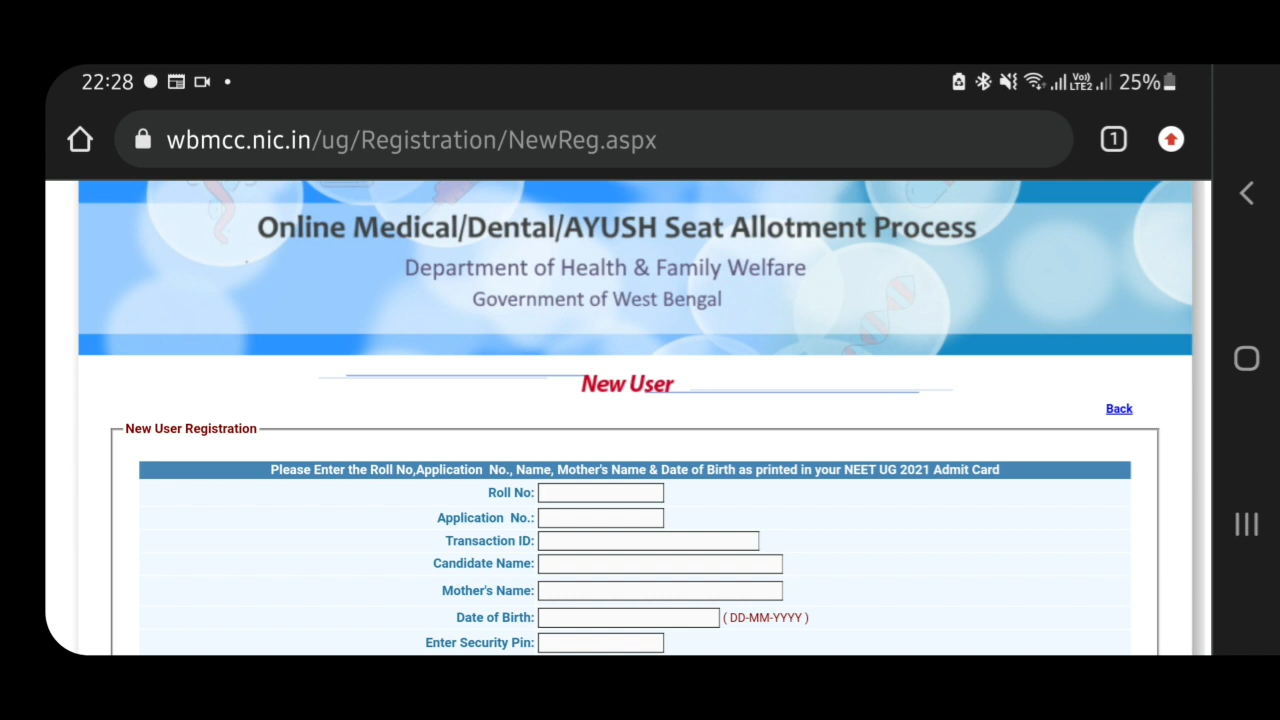 22:28
Vo)) LTE2 25%
wbmcc.nic.in/ug/Registration/NewReg.aspx
1
Online Medical/Dental/AYUSH Seat Allotment Process
Department of Health & Family Welfare
Government of West Bengal
New User
Back
New User Registration
Please Enter the Roll No,Application No., Name, Mother's Name & Date of Birth as printed in your NEET UG 2021 Admit Card
Roll No:
Application No.:
Transaction ID:
Candidate Name:
Mother's Name:
Date of Birth: ( DD-MM-YYYY )
Enter Security Pin: